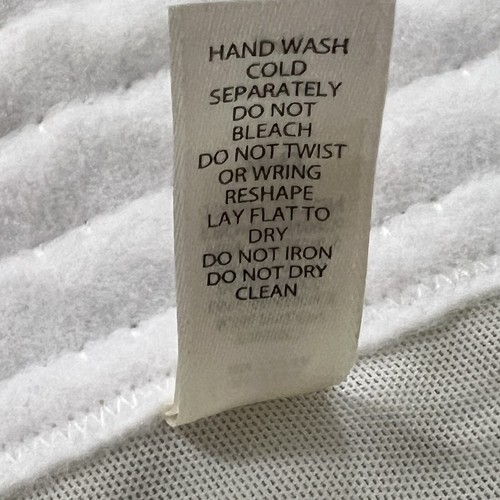 HAND WASH
COLD
SEPARATELY
DO NOT
BLEACH
DO NOT TWIST
OR WRING
RESHAPE
LAY FLAT TO
DRY
DO NOT IRON
DO NOT DRY
CLEAN